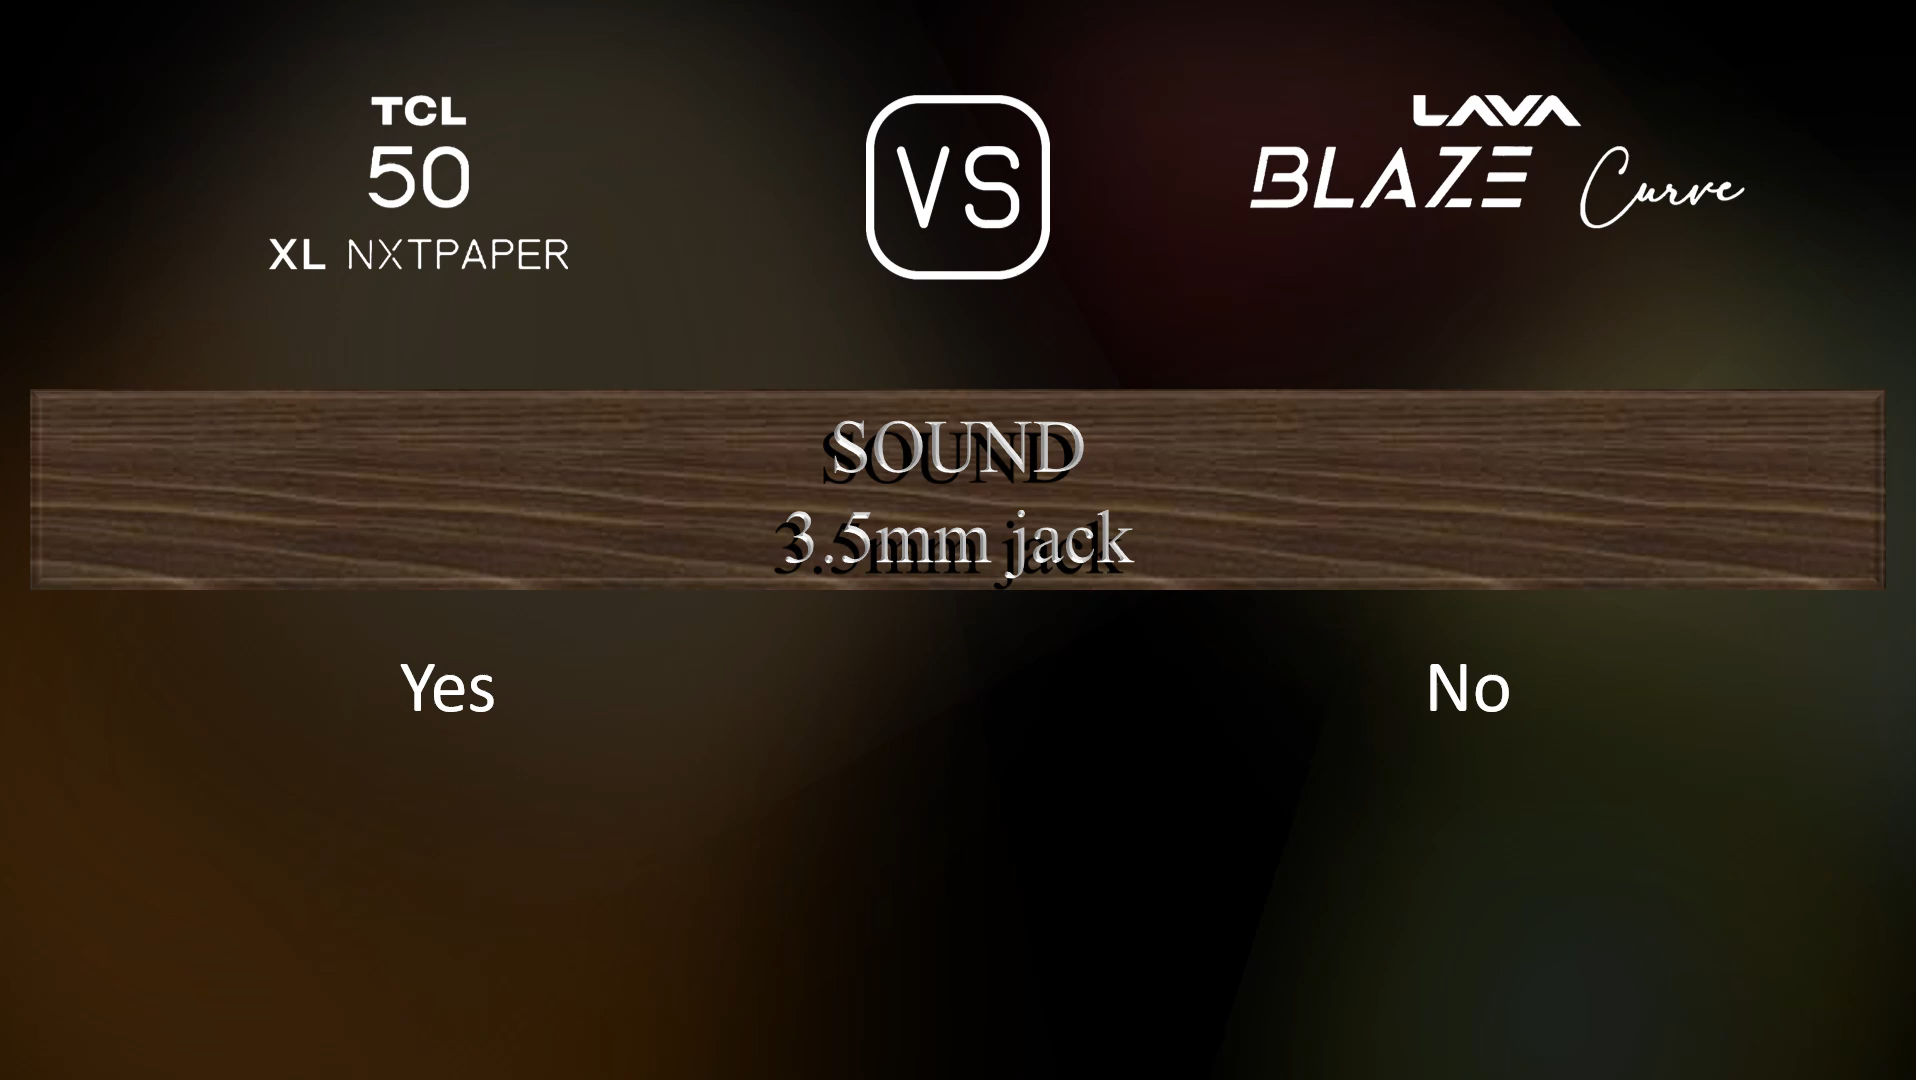 TCL
50
XL NXTPAPER
VS
LAVA
BLAZE Curve
SOUND
3.5mm jack
Yes
No